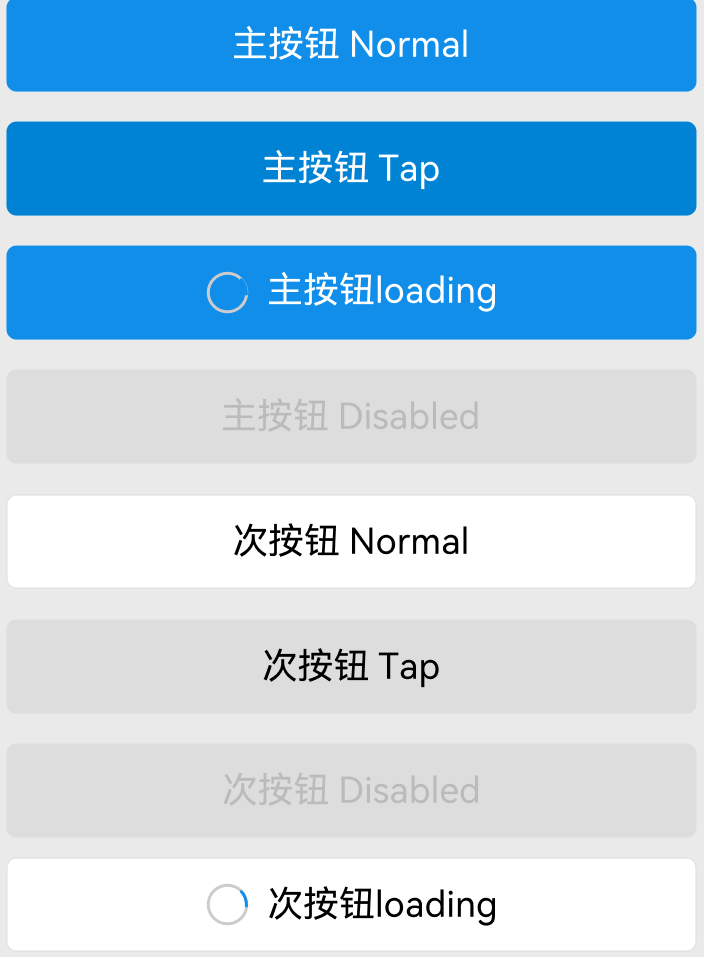 主按钮 Normal
主按钮 Tap
主按钮loading
主按钮 Disabled
次按钮 Normal
次按钮 Tap
次按钮 Disabled
次按钮loading